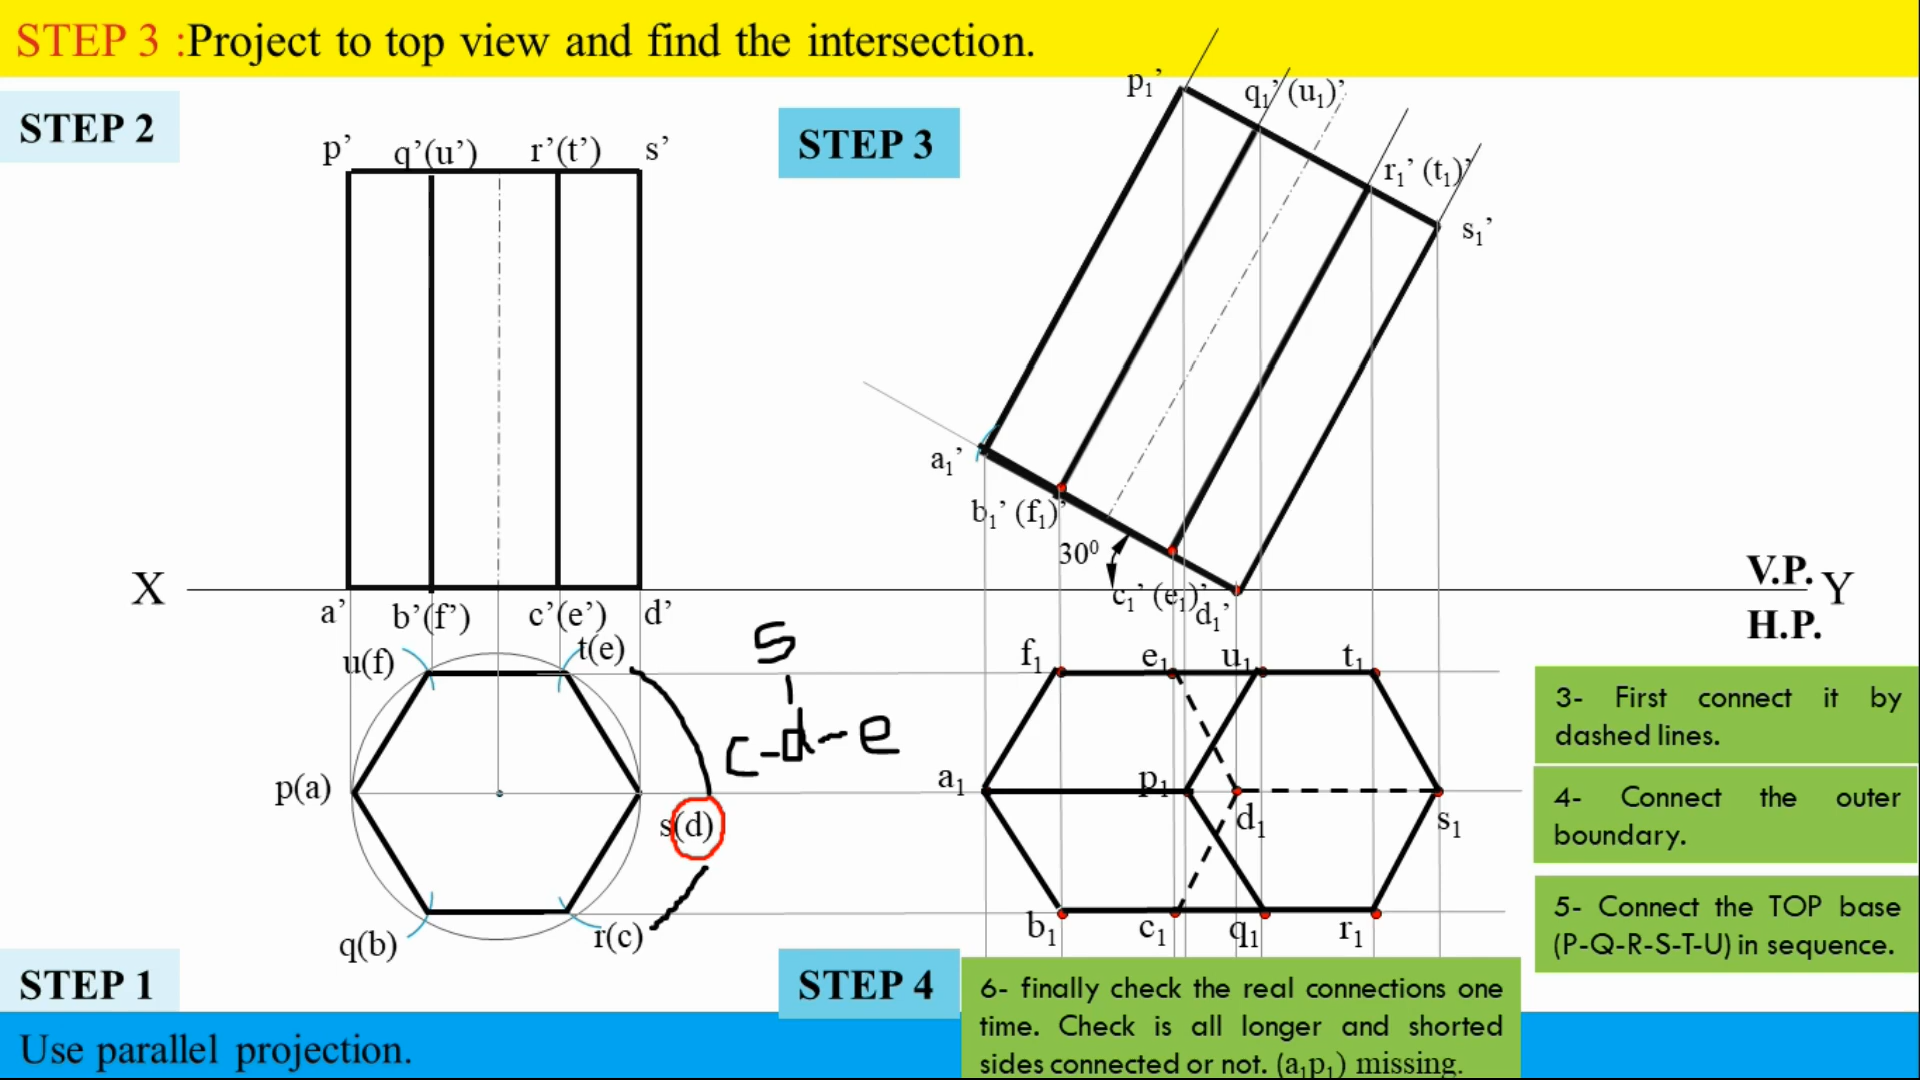 STEP 3 :Project to top view and find the intersection.
STEP 2
STEP 3
p’ q’(u’) r’(t’) s’
p₁’ q₁’ (u₁)’
r₁’ (t₁)’
s₁’
a₁’
b₁’ (f₁)’
30⁰
c₁’ (e₁)’
d₁’
X
V.P.
Y
H.P.
a’ b’(f’) c’(e’) d’
u(f) t(e)
p(a)
s(d)
q(b) r(c)
s
c-d-e
f₁ e₁ u₁ t₁
a₁ p₁
d₁ s₁
b₁ c₁ q₁ r₁
3- First connect it by
dashed lines.
4- Connect the outer
boundary.
5- Connect the TOP base
(P-Q-R-S-T-U) in sequence.
STEP 1
STEP 4
6- finally check the real connections one
time. Check is all longer and shorted
sides connected or not. (a₁p₁) missing.
Use parallel projection.